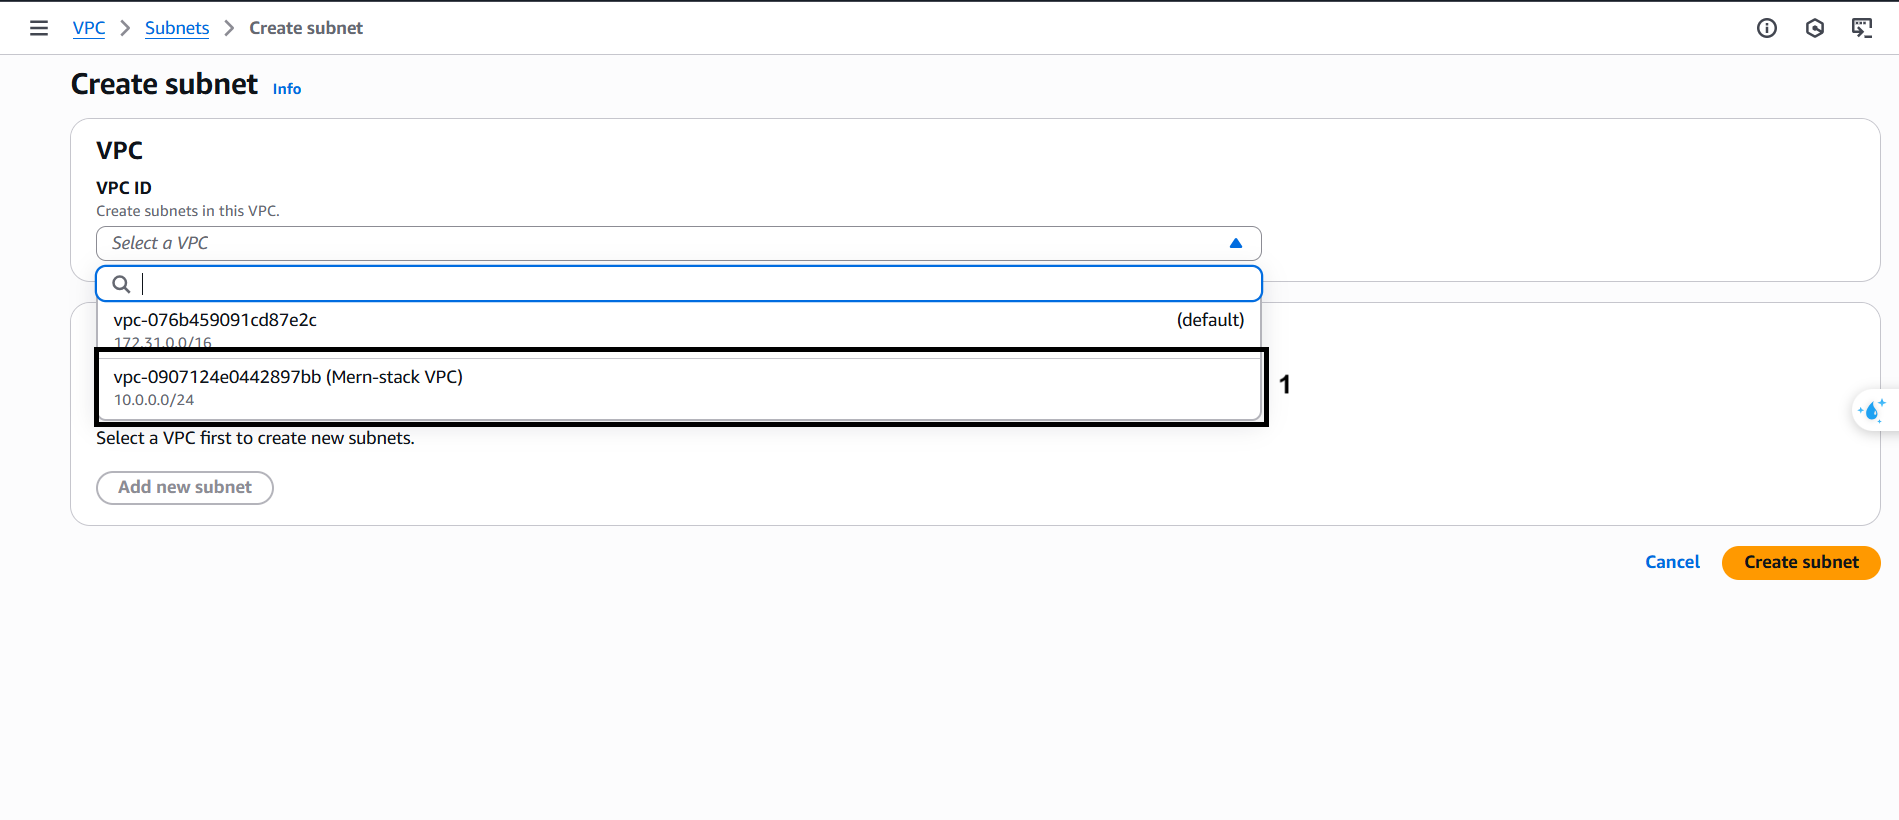 VPC > Subnets > Create subnet
Create subnet Info
VPC
VPC ID
Create subnets in this VPC.
Select a VPC
vpc-076b459091cd87e2c (default)
172.31.0.0/16
vpc-0907124e0442897bb (Mern-stack VPC) 1
10.0.0.0/24
Select a VPC first to create new subnets.
Add new subnet
Cancel Create subnet